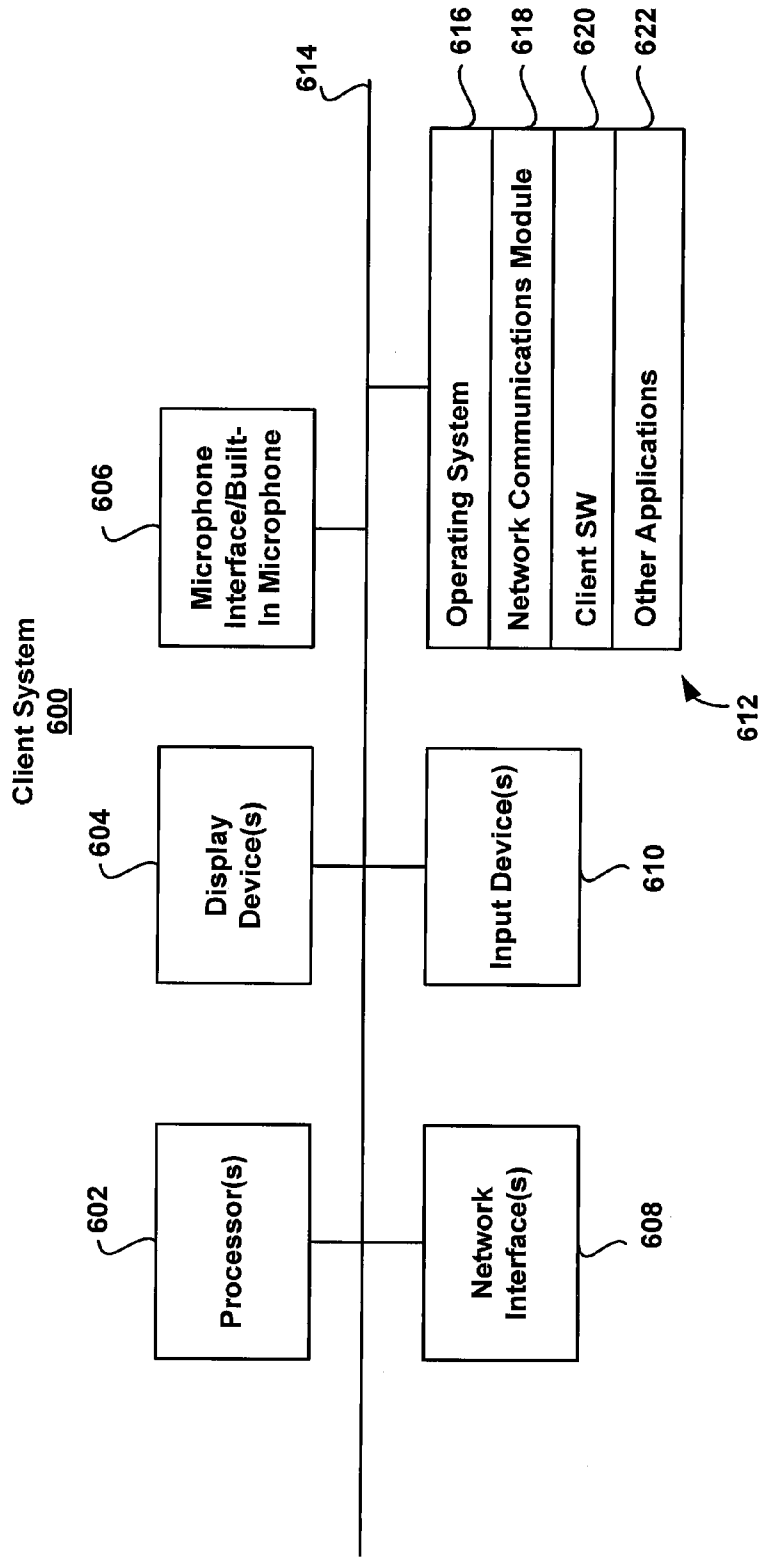 Client System
600
602
604
606
614
Processor(s)
Display
Device(s)
Microphone
Interface/Built-
In Microphone
Network
Interface(s)
Input Device(s)
Operating System
616
Network Communications Module
618
Client SW
620
Other Applications
622
608
610
612